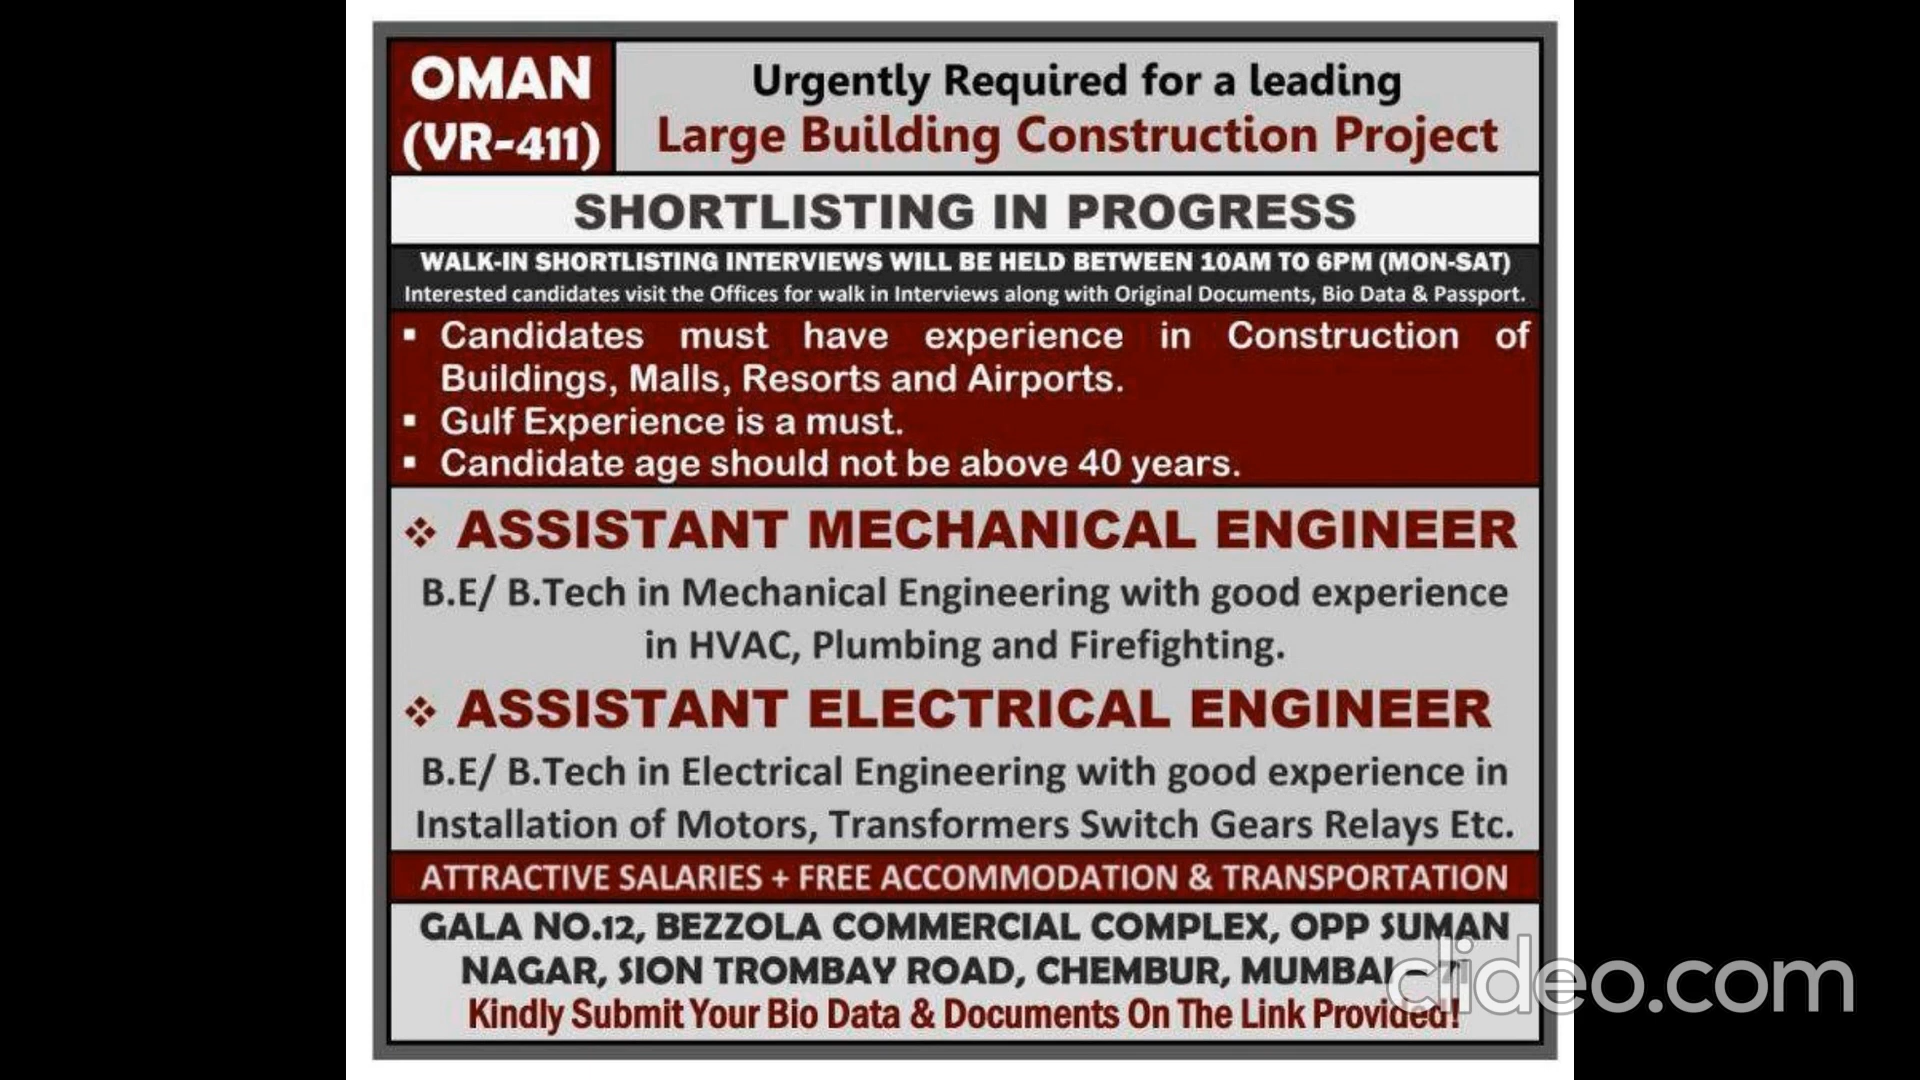 OMAN
(VR-411)
Urgently Required for a leading
Large Building Construction Project
SHORTLISTING IN PROGRESS
WALK-IN SHORTLISTING INTERVIEWS WILL BE HELD BETWEEN 10AM TO 6PM (MON-SAT)
Interested candidates visit the Offices for walk in Interviews along with Original Documents, Bio Data & Passport.
▪ Candidates must have experience in Construction of
Buildings, Malls, Resorts and Airports.
▪ Gulf Experience is a must.
▪ Candidate age should not be above 40 years.
❖ ASSISTANT MECHANICAL ENGINEER
B.E/ B.Tech in Mechanical Engineering with good experience
in HVAC, Plumbing and Firefighting.
❖ ASSISTANT ELECTRICAL ENGINEER
B.E/ B.Tech in Electrical Engineering with good experience in
Installation of Motors, Transformers Switch Gears Relays Etc.
ATTRACTIVE SALARIES + FREE ACCOMMODATION & TRANSPORTATION
GALA NO.12, BEZZOLA COMMERCIAL COMPLEX, OPP SUMAN
NAGAR, SION TROMBAY ROAD, CHEMBUR, MUMBAI –
Kindly Submit Your Bio Data & Documents On The Link Provided!
clideo.com